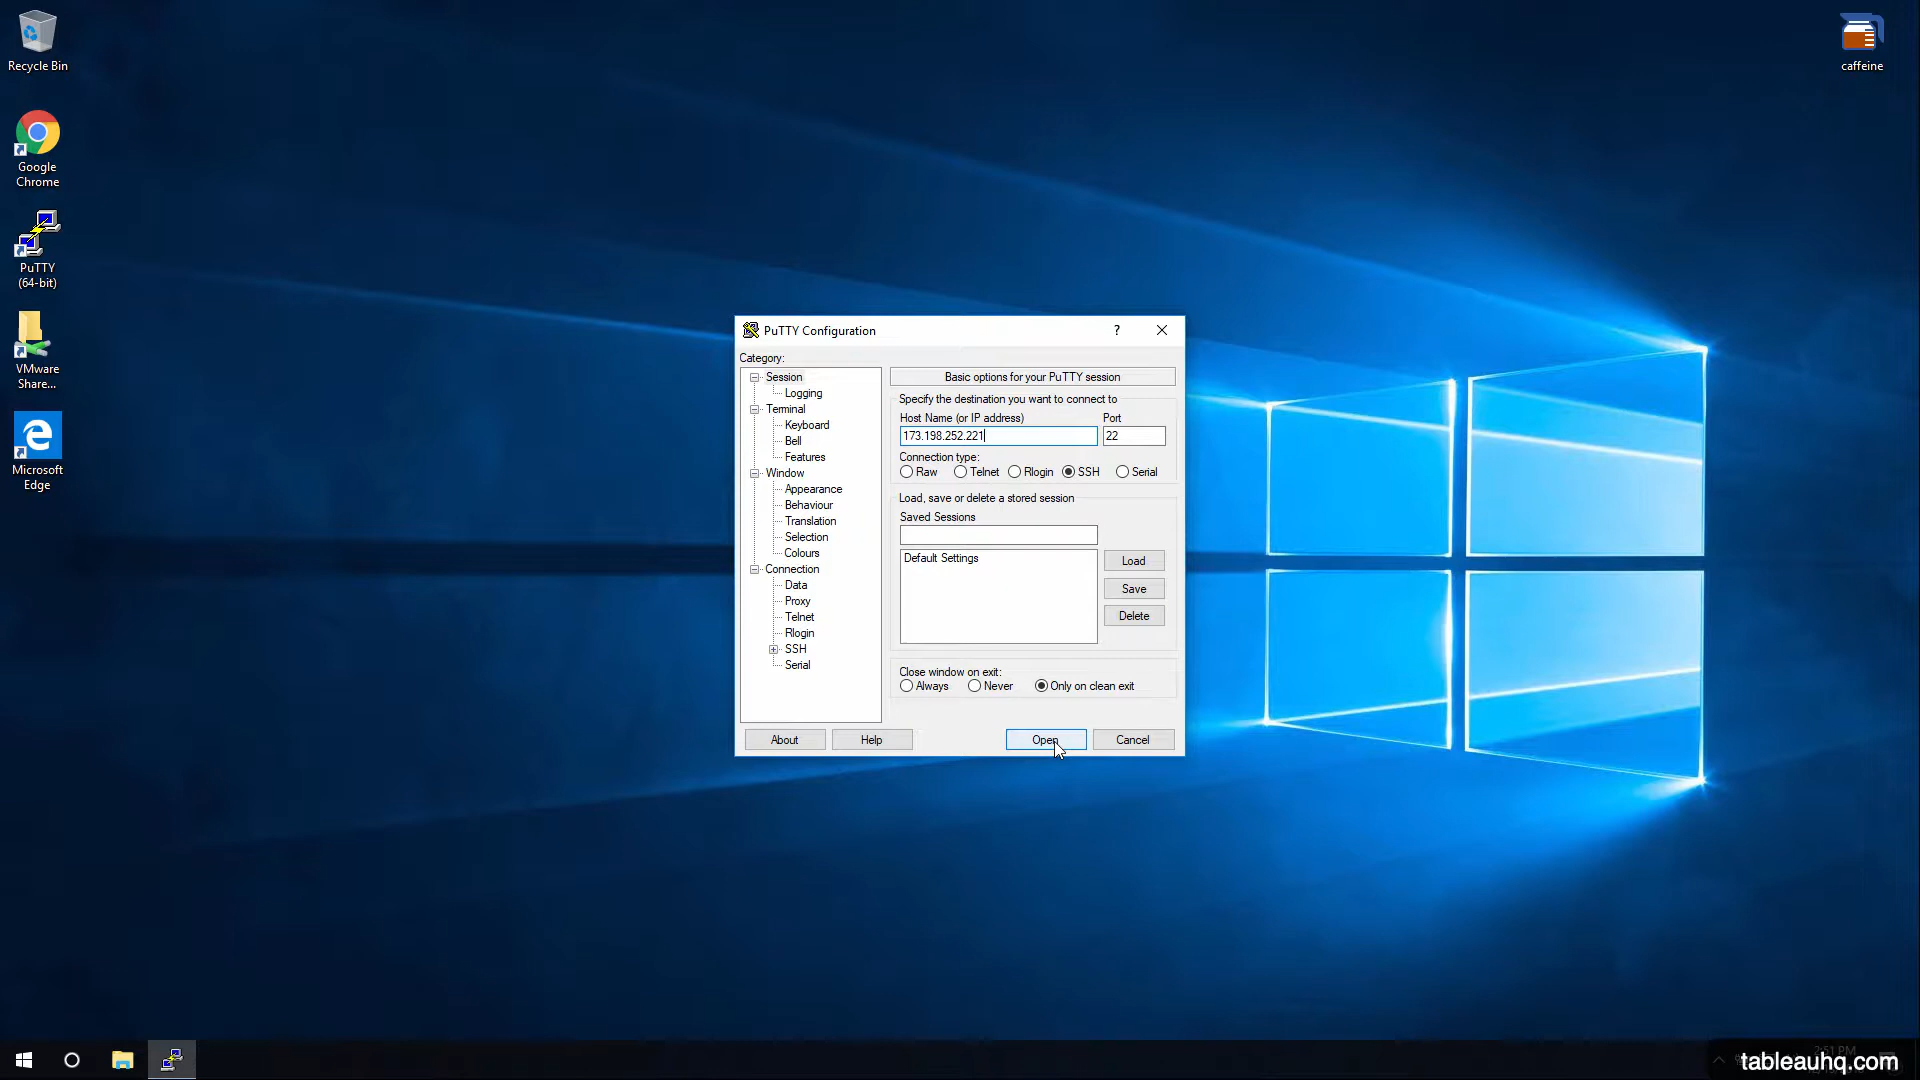 Recycle Bin
caffeine
Google
Chrome
PuTTY
(64-bit)
VMware
Share...
Microsoft
Edge
PuTTY Configuration
?
Category:
Session
Logging
Terminal
Keyboard
Bell
Features
Window
Appearance
Behaviour
Translation
Selection
Colours
Connection
Data
Proxy
Telnet
Rlogin
SSH
Serial
Basic options for your PuTTY session
Specify the destination you want to connect to
Host Name (or IP address) Port
173.198.252.221 22
Connection type:
Raw Telnet Rlogin SSH Serial
Load, save or delete a stored session
Saved Sessions
Default Settings
Load
Save
Delete
Close window on exit:
Always Never Only on clean exit
About Help Open Cancel
2:51 PM
tableauhq.com